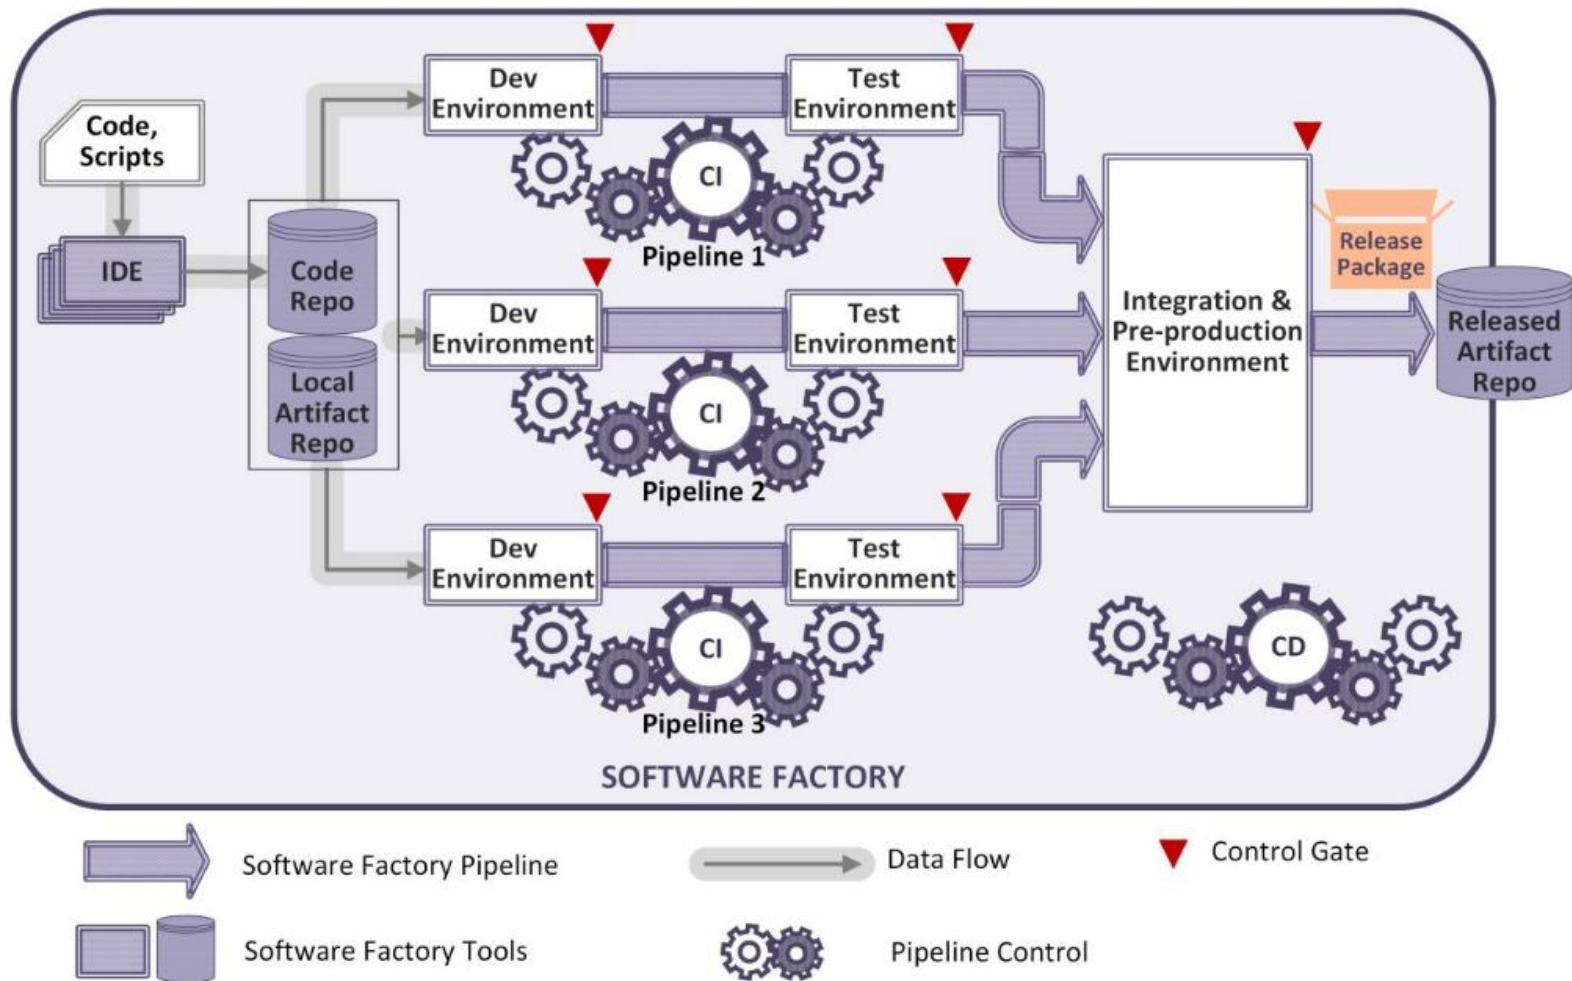 Code,
Scripts
IDE
Code
Repo
Local
Artifact
Repo
Dev
Environment
Test
Environment
CI
Pipeline 1
Dev
Environment
Test
Environment
CI
Pipeline 2
Dev
Environment
Test
Environment
CI
Pipeline 3
Integration &
Pre-production
Environment
Release
Package
Released
Artifact
Repo
CD
SOFTWARE FACTORY
Software Factory Pipeline
Data Flow
Control Gate
Software Factory Tools
Pipeline Control